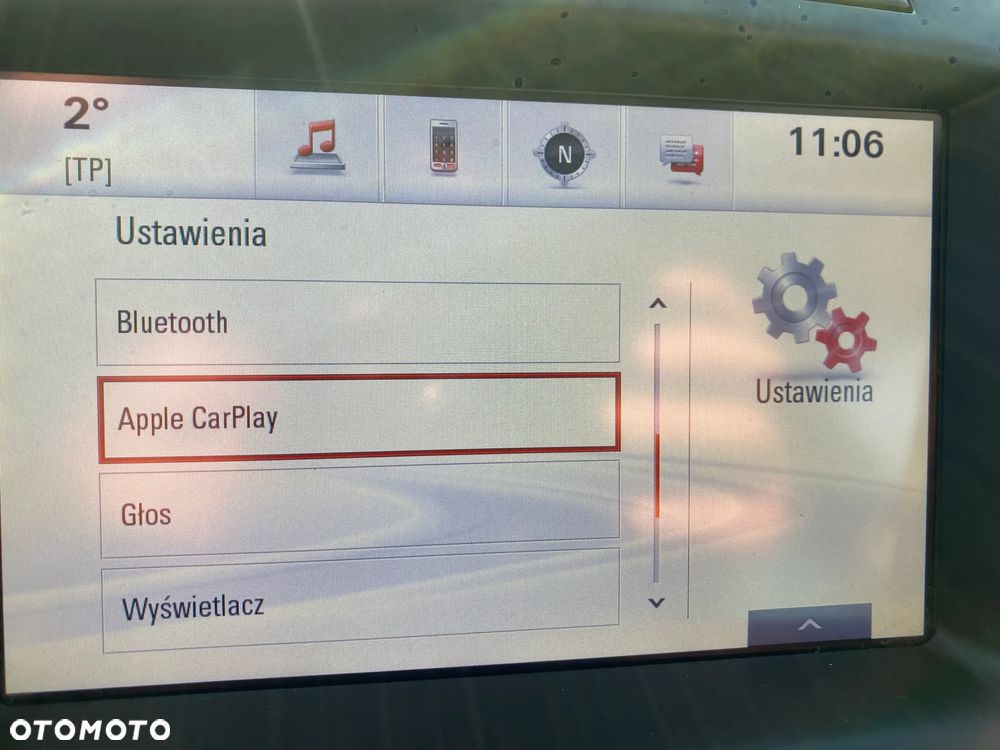 2°
[TP]
N
11:06
Ustawienia
Bluetooth
Apple CarPlay
Głos
Wyświetlacz
Ustawienia
OTOMOTO